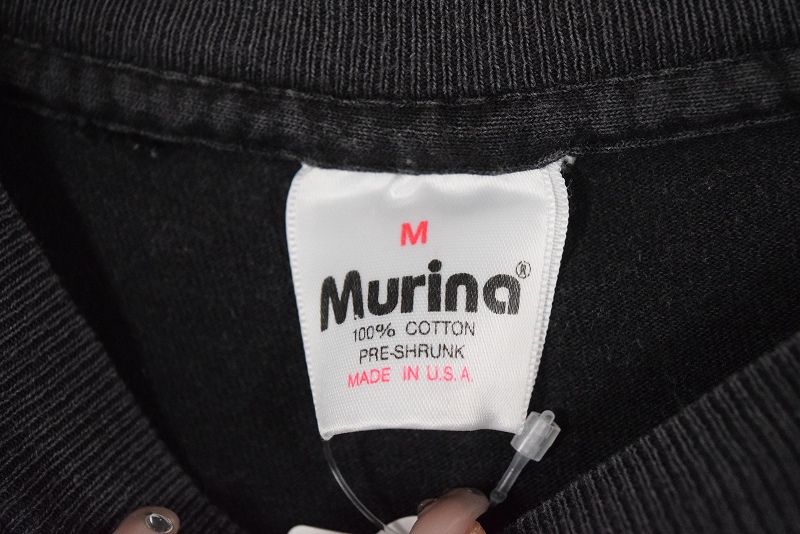 M
Murina®
100% COTTON
PRE-SHRUNK
MADE IN U.S.A.